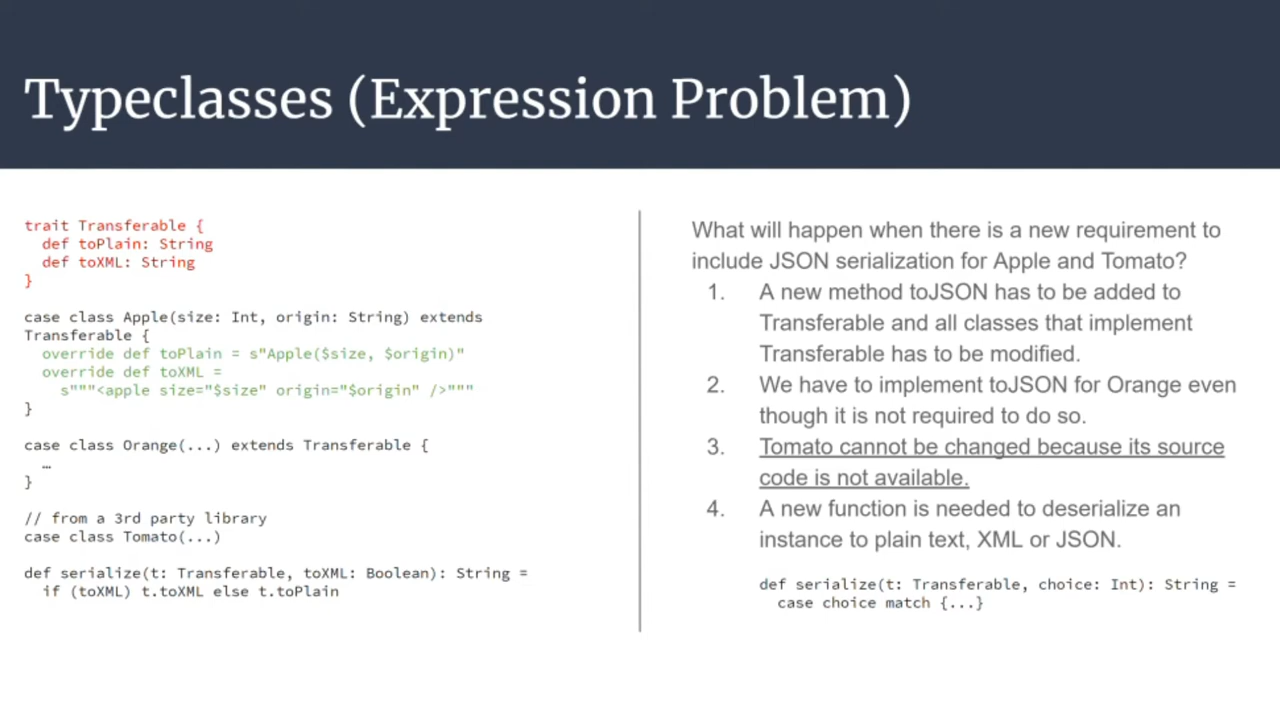 Typeclasses (Expression Problem)
trait Transferable {
def toPlain: String
def toXML: String
}
case class Apple(size: Int, origin: String) extends
Transferable {
override def toPlain = s"Apple($size, $origin)"
override def toXML =
s"""<apple size="$size" origin="$origin" />"""
}
case class Orange(...) extends Transferable {
…
}
// from a 3rd party library
case class Tomato(...)
def serialize(t: Transferable, toXML: Boolean): String =
if (toXML) t.toXML else t.toPlain
What will happen when there is a new requirement to
include JSON serialization for Apple and Tomato?
1. A new method toJSON has to be added to
Transferable and all classes that implement
Transferable has to be modified.
2. We have to implement toJSON for Orange even
though it is not required to do so.
3. Tomato cannot be changed because its source
code is not available.
4. A new function is needed to deserialize an
instance to plain text, XML or JSON.
def serialize(t: Transferable, choice: Int): String =
case choice match {...}